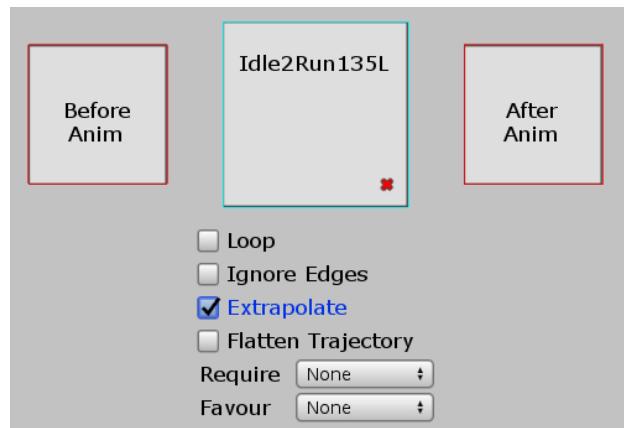 Before
Anim
Idle2Run135L
After
Anim
Loop
Ignore Edges
Extrapolate
Flatten Trajectory
Require None
Favour None